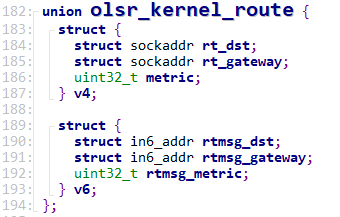 182: union olsr_kernel_route {
183: struct {
184: struct sockaddr rt_dst;
185: struct sockaddr rt_gateway;
186: uint32_t metric;
187: } v4;
188:
189: struct {
190: struct in6_addr rtmsg_dst;
191: struct in6_addr rtmsg_gateway;
192: uint32_t rtmsg_metric;
193: } v6;
194: };